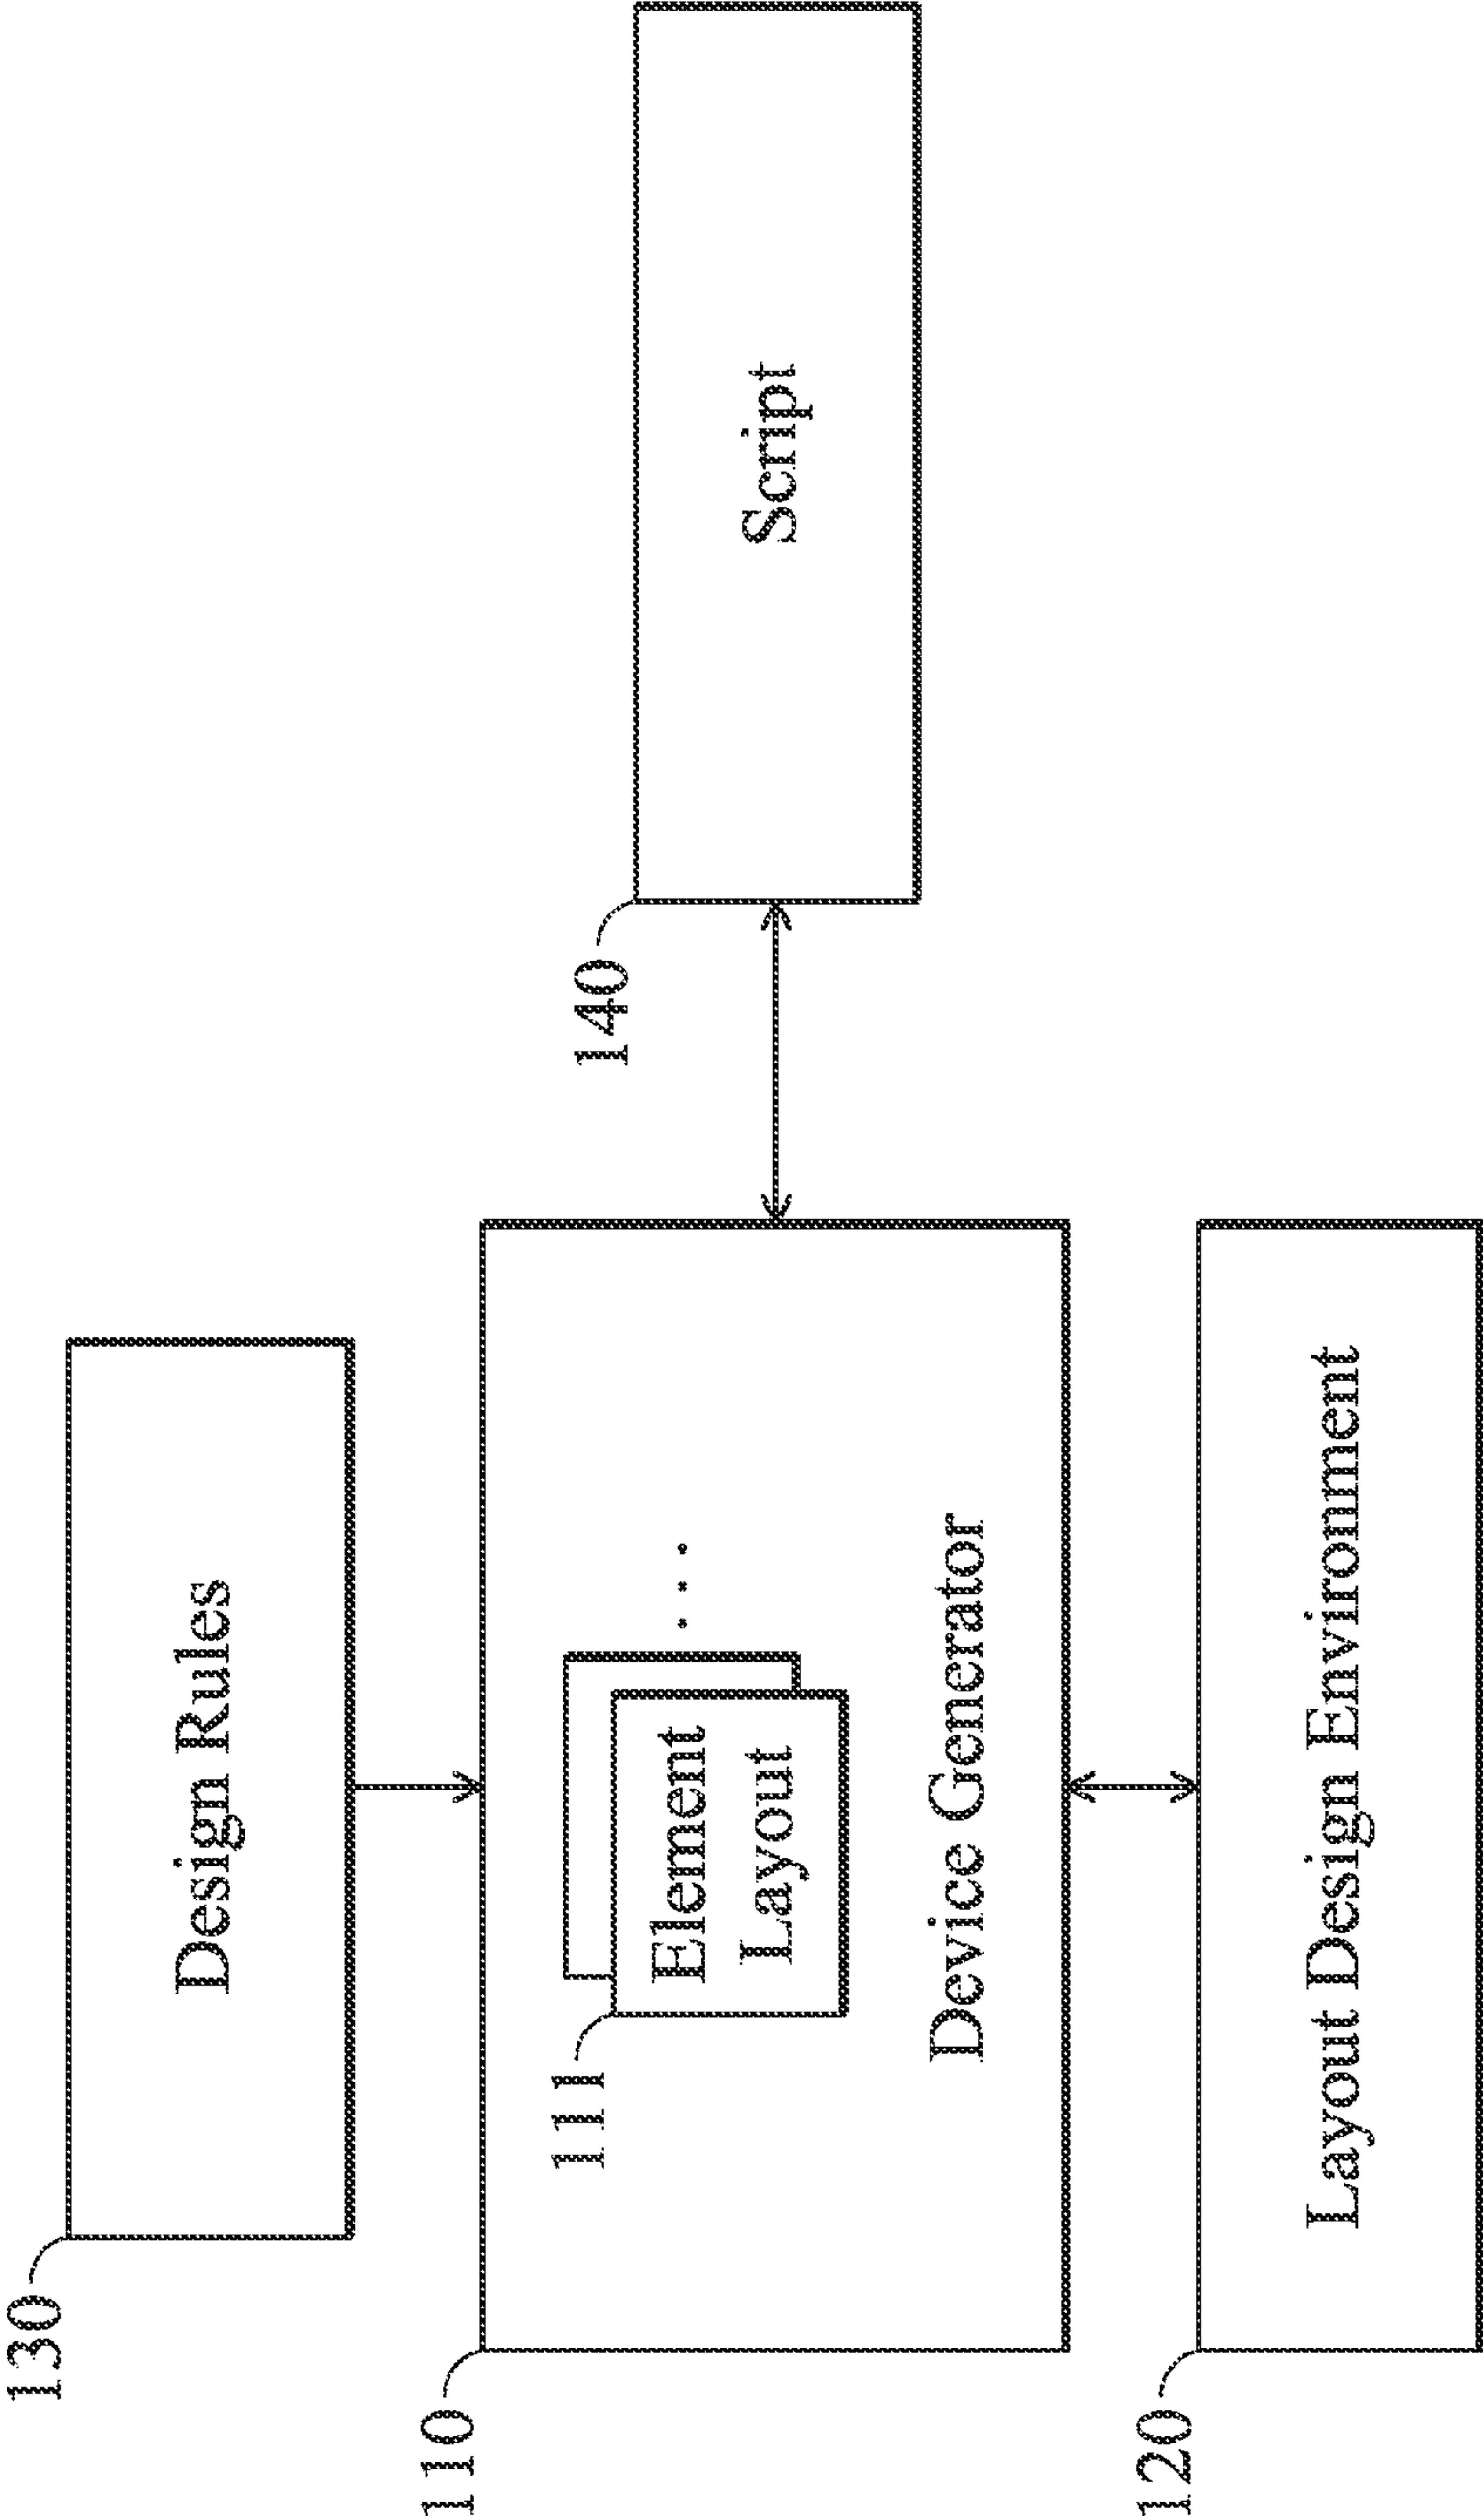 130
Design Rules
110
111
Element
Layout
. . .
Device Generator
140
Script
120
Layout Design Environment